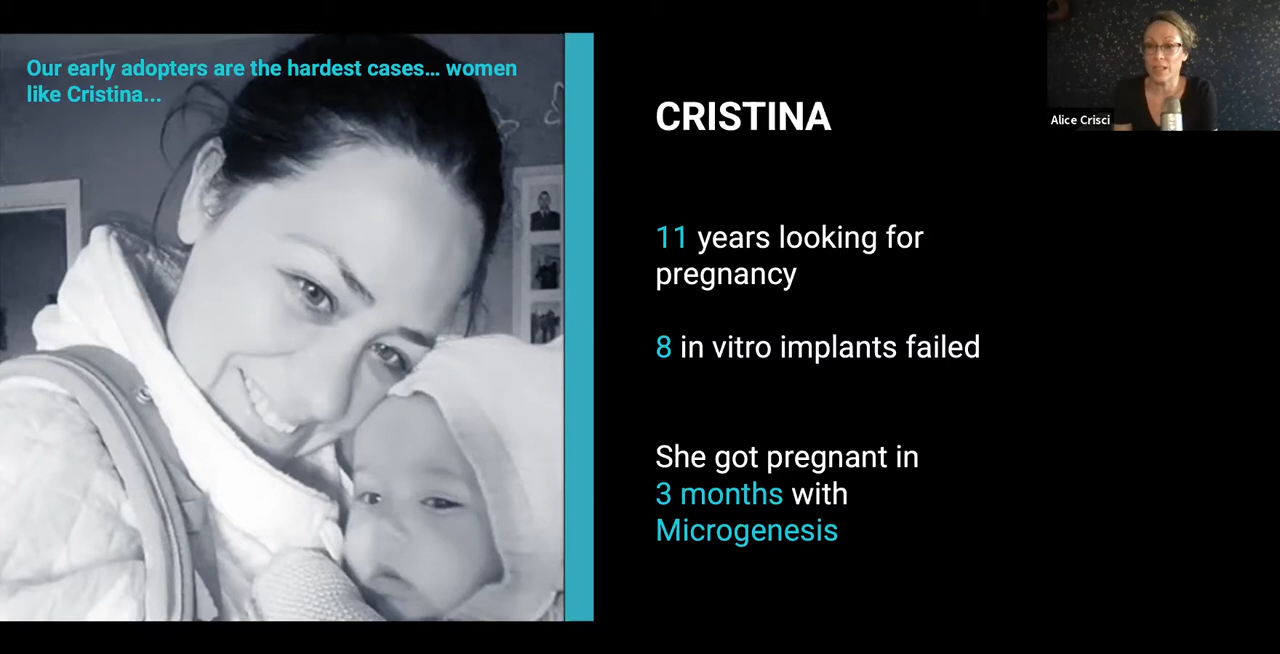 Our early adopters are the hardest cases... women
like Cristina...
CRISTINA
Alice Crisci
11 years looking for
pregnancy
8 in vitro implants failed
She got pregnant in
3 months with
Microgenesis